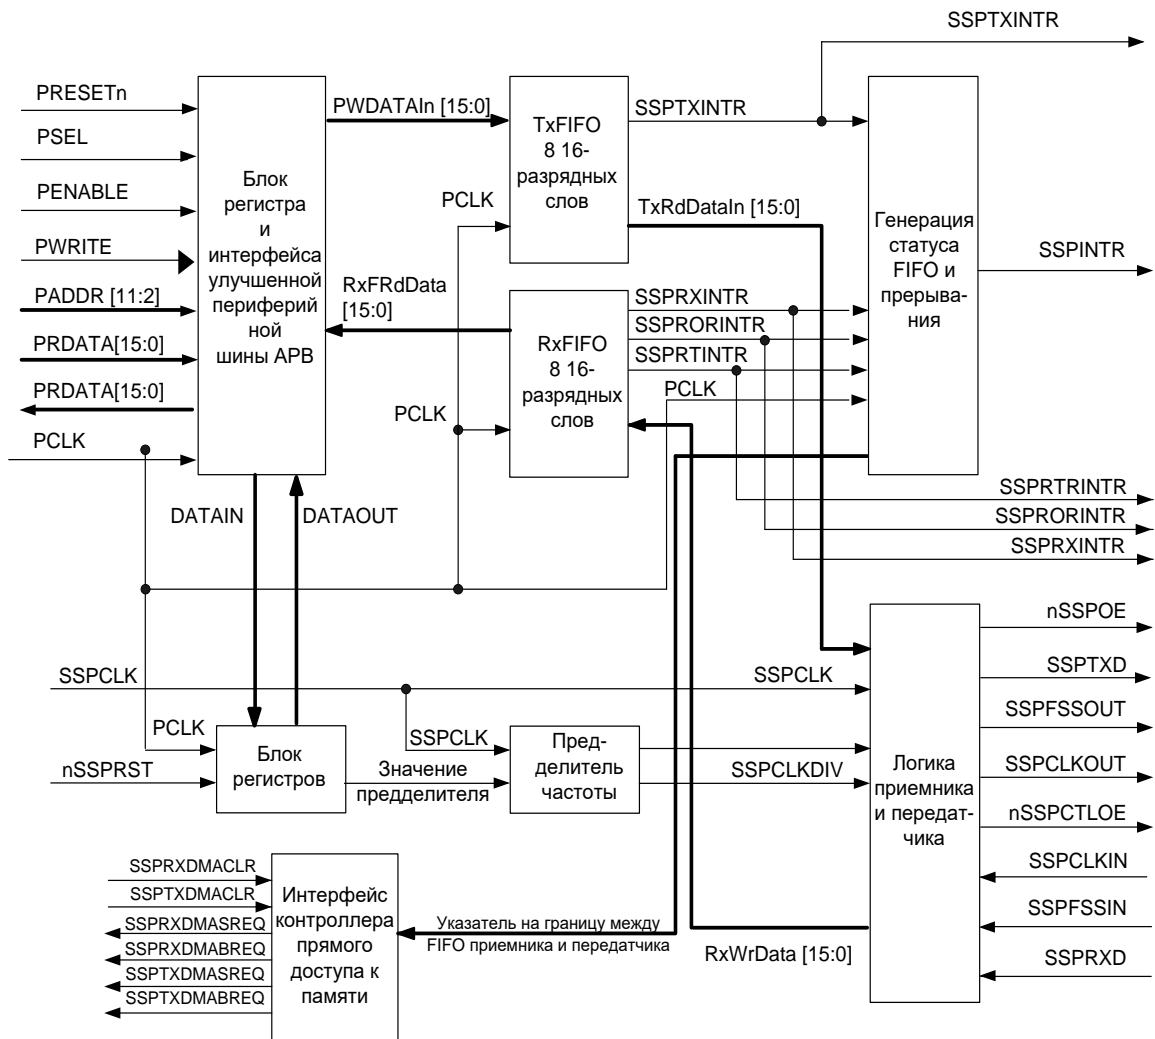 SSPTXINTR
PRESETn
PSEL
PENABLE
PWRITE
PADDR [11:2]
PRDATA[15:0]
PRDATA[15:0]
PCLK
Блок
регистра
и
интерфейса
улучшенной
периферий
ной
шины APB
PWDATAIn [15:0]
PCLK
RxFRdData
[15:0]
PCLK
TxFIFO
8 16-
разрядных
слов
SSPTXINTR
TxRdDataIn [15:0]
RxFIFO
8 16-
разрядных
слов
SSPRXINTR
SSPRORINTR
SSPRTINTR
PCLK
Генерация
статуса
FIFO и
прерыва-
ния
SSPINTR
SSPRTRINTR
SSPRORINTR
SSPRXINTR
DATAIN
DATAOUT
SSPCLK
SSPCLK
PCLK
nSSPRST
Блок
регистров
SSPCLK
Значение
предделителя
Пред-
делитель
частоты
SSPCLKDIV
Логика
приемника
и передат-
чика
nSSPOE
SSPTXD
SSPFSSOUT
SSPCLKOUT
nSSPCTLOE
SSPCLKIN
SSPFSSIN
SSPRXD
SSPRXDMACLR
SSPTXDMACLR
SSPRXDMASREQ
SSPRXDMABREQ
SSPTXDMASREQ
SSPTXDMABREQ
Интерфейс
контроллера
прямого
доступа к
памяти
Указатель на границу между
FIFO приемника и передатчика
RxWrData [15:0]